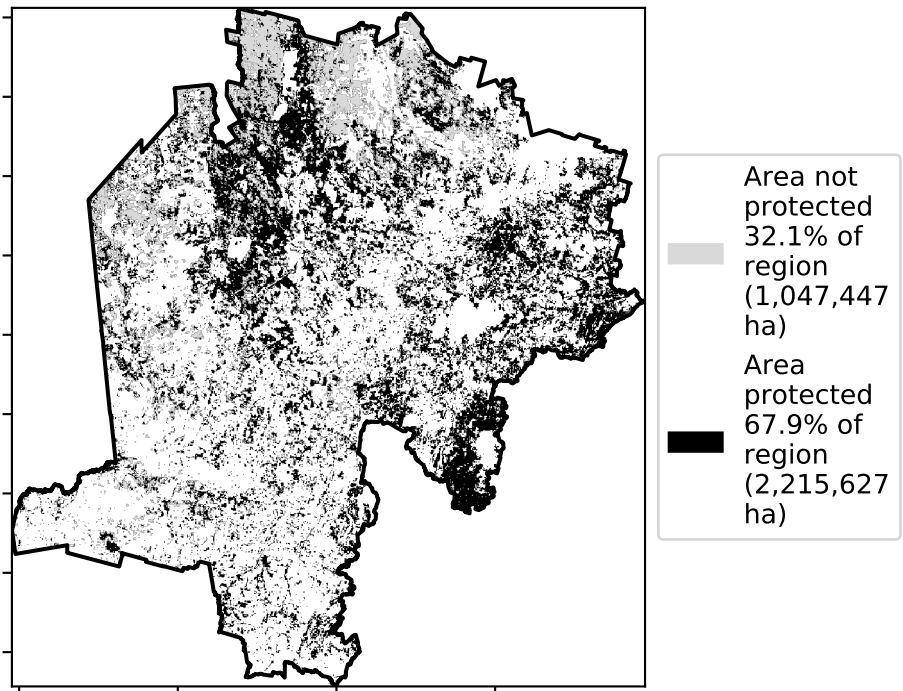 Area not
protected
32.1% of
region
(1,047,447
ha)
Area
protected
67.9% of
region
(2,215,627
ha)